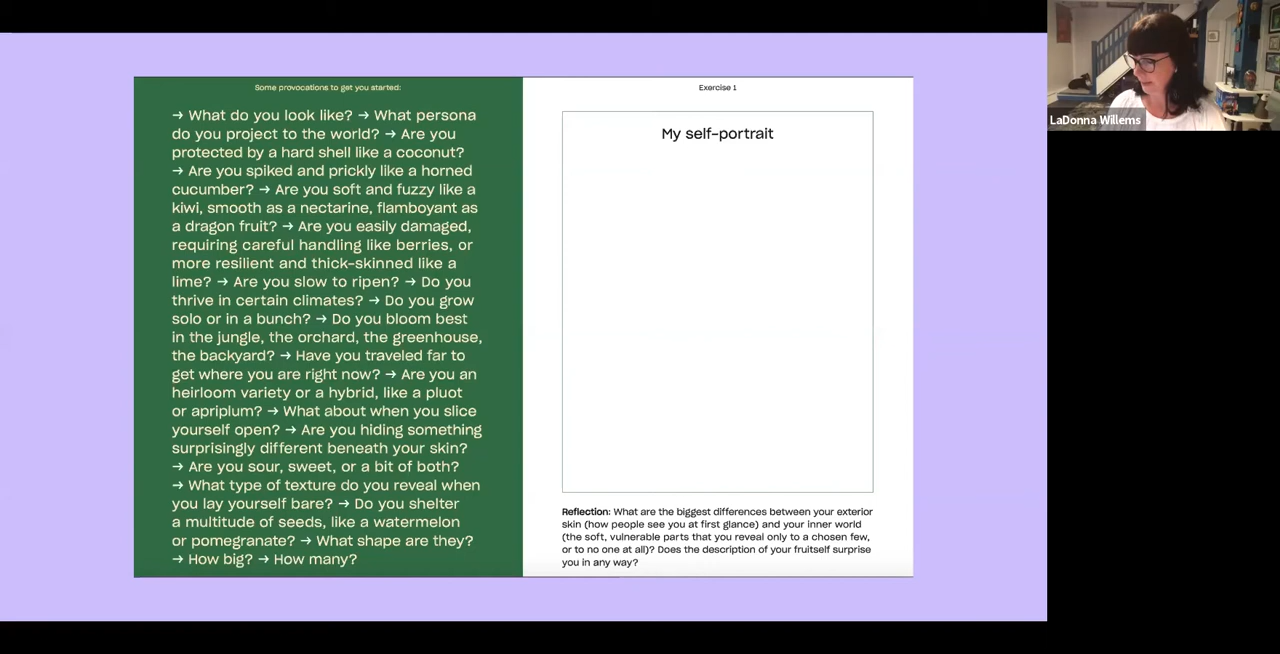 Some provocations to get you started:
→ What do you look like? → What persona
do you project to the world? → Are you
protected by a hard shell like a coconut?
→ Are you spiked and prickly like a horned
cucumber? → Are you soft and fuzzy like a
kiwi, smooth as a nectarine, flamboyant as
a dragon fruit? → Are you easily damaged,
requiring careful handling like berries, or
more resilient and thick-skinned like a
lime? → Are you slow to ripen? → Do you
thrive in certain climates? → Do you grow
solo or in a bunch? → Do you bloom best
in the jungle, the orchard, the greenhouse,
the backyard? → Have you traveled far to
get where you are right now? → Are you an
heirloom variety or a hybrid, like a pluot
or apriplum? → What about when you slice
yourself open? → Are you hiding something
surprisingly different beneath your skin?
→ Are you sour, sweet, or a bit of both?
→ What type of texture do you reveal when
you lay yourself bare? → Do you shelter
a multitude of seeds, like a watermelon
or pomegranate? → What shape are they?
→ How big? → How many?
Exercise 1
My self-portrait
Reflection: What are the biggest differences between your exterior
skin (how people see you at first glance) and your inner world
(the soft, vulnerable parts that you reveal only to a chosen few,
or to no one at all)? Does the description of your fruitself surprise
you in any way?
LaDonna Willems